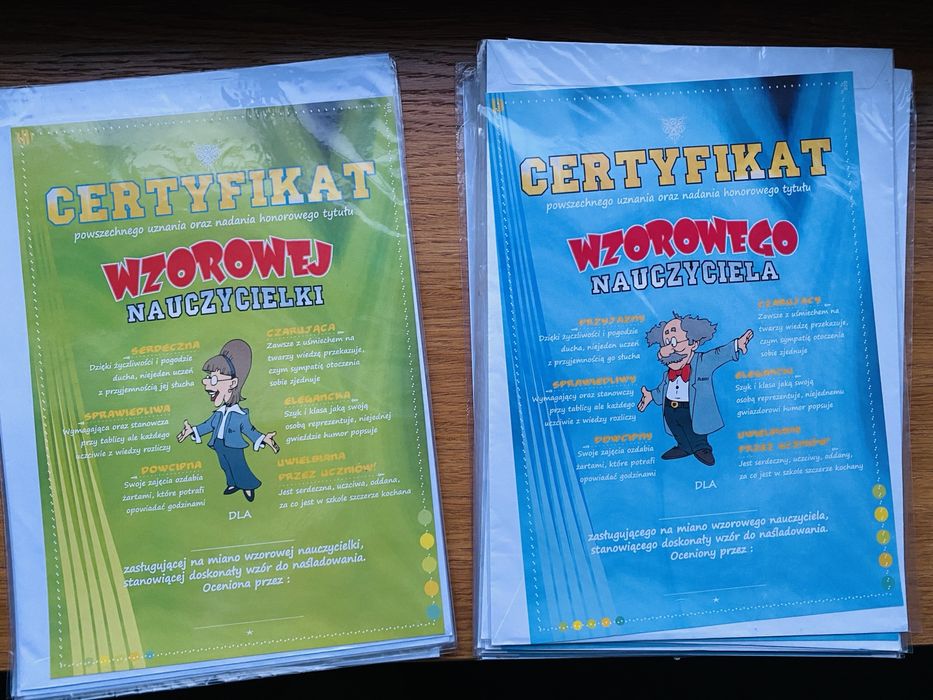 CERTYFIKAT
powszechnego uznania oraz nadania honorowego tytułu
WZOROWEJ
NAUCZYCIELKI
SERDECZNA
Dzięki życzliwości i pogodzie
ducha, niejeden uczeń
z przyjemnością jej słucha
SPRAWIEDLIWA
Wymagająca oraz stanowcza
przy tablicy ale każdego
uczciwie z wiedzy rozliczy
DOWCIPNA
Swoje zajęcia ozdabia
żartami, które potrafi
opowiadać godzinami
CZARUJĄCA
Zawsze z uśmiechem na
twarzy wiedzę przekazuje,
czym sympatię otoczenia
sobie zjednuje
ELEGANCKA
Szyk i klasa jaką swoją
osobą reprezentuje, niejednej
gwieździe humor popsuje
UWIELBIANA
PRZEZ UCZNIÓW!
Jest serdeczna, uczciwa, oddana,
za co jest w szkole szczerze kochana
DLA
zasługującej na miano wzorowej nauczycielki,
stanowiącej doskonały wzór do naśladowania.
Oceniona przez :
CERTYFIKAT
powszechnego uznania oraz nadania honorowego tytułu
WZOROWEGO
NAUCZYCIELA
PRZYJAZNY
Dzięki życzliwości i pogodzie
ducha, niejeden uczeń
z przyjemnością go słucha
SPRAWIEDLIWY
Wymagający oraz stanowczy
przy tablicy ale każdego
uczciwie z wiedzy rozliczy
DOWCIPNY
Swoje zajęcia ozdabia
żartami, które potrafi
opowiadać godzinami
CZARUJĄCY
Zawsze z uśmiechem na
twarzy wiedzę przekazuje,
czym sympatię otoczenia
sobie zjednuje
ELEGANCKI
Szyk i klasa jaką swoją
osobą reprezentuje, niejednemu
gwiazdorowi humor popsuje
UWIELBIANY
PRZEZ UCZNIÓW!
Jest serdeczny, uczciwy, oddany,
za co jest w szkole szczerze kochany
DLA
zasługującego na miano wzorowego nauczyciela,
stanowiącego doskonały wzór do naśladowania.
Oceniony przez :